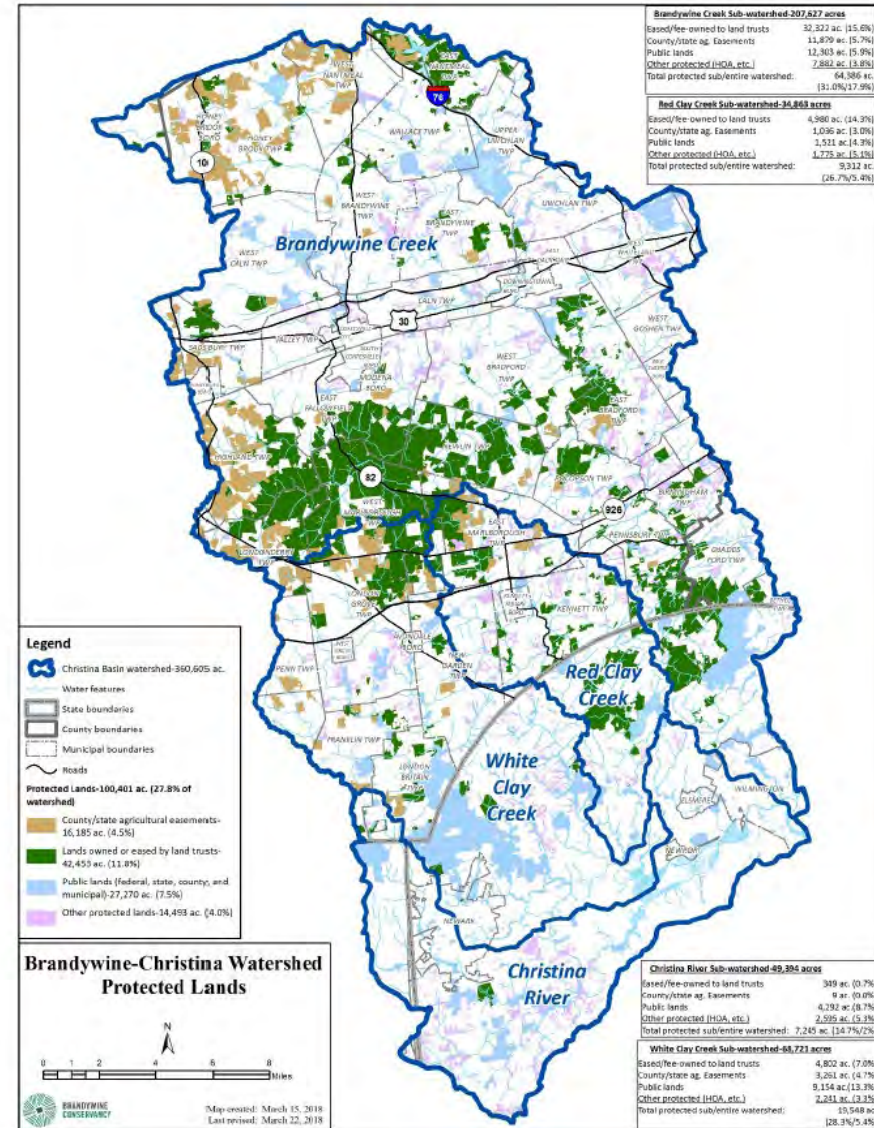 Brandywine Creek Sub-watershed-207,627 acres
Eased/fee-owned to land trusts 32,322 ac. (15.6%)
County/state ag. Easements 11,879 ac. (5.7%)
Public lands 12,303 ac. (5.9%)
Other protected (HOA, etc.) 7,882 ac. (3.8%)
Total protected sub/entire watershed: 64,386 ac.
(31.0%/17.9%)
Red Clay Creek Sub-watershed-34,863 acres
Eased/fee-owned to land trusts 4,980 ac. (14.3%)
County/state ag. Easements 1,036 ac. (3.0%)
Public lands 1,521 ac. (4.3%)
Other protected (HOA, etc.) 1,775 ac. (5.1%)
Total protected sub/entire watershed: 9,312 ac.
(26.7%/5.4%)
WEST NANTMEAL TWP
EAST NANTMEAL TWP
76
HONEY BROOK BORO
HONEY BROOK TWP
10
WALLACE TWP
UPPER UWCHLAN TWP
WEST BRANDYWINE TWP
EAST BRANDYWINE TWP
UWCHLAN TWP
Brandywine Creek
WEST CALN TWP
CALN TWP
30
SADSBURY TWP
VALLEY TWP
WEST GOSHEN TWP
MODENA BORO
WEST BRADFORD TWP
EAST FALLOWFIELD TWP
EAST BRADFORD TWP
HIGHLAND TWP
NEWLIN TWP
82
POCOPSON TWP
BIRMINGHAM TWP
WEST MARLBOROUGH TWP
926
EAST MARLBOROUGH TWP
PENNSBURY TWP
CHADDS FORD TWP
LONDONDERRY TWP
LONDON GROVE TWP
KENNETT TWP
AVONDALE BORO
NEW GARDEN TWP
PENN TWP
Red Clay
Creek
FRANKLIN TWP
LONDON BRITAIN TWP
White
Clay
Creek
WILMINGTON
ELSMERE
NEWPORT
NEWARK
Christina
River
Legend
Christina Basin watershed-360,605 ac.
Water features
State boundaries
County boundaries
Municipal boundaries
Roads
Protected Lands-100,401 ac. (27.8% of
watershed)
County/state agricultural easements-
16,185 ac. (4.5%)
Lands owned or eased by land trusts-
42,453 ac. (11.8%)
Public lands (federal, state, county, and
municipal)-27,270 ac. (7.5%)
Other protected lands-14,493 ac. (4.0%)
Brandywine-Christina Watershed
Protected Lands
N
0 2 4 6 8
Miles
BRANDYWINE
CONSERVANCY
Map created: March 15, 2018
Last revised: March 22, 2018
Christina River Sub-watershed-49,394 acres
Eased/fee-owned to land trusts 349 ac. (0.7%
County/state ag. Easements 9 ac. (0.0%
Public lands 4,292 ac. (8.7%
Other protected (HOA, etc.) 2,595 ac. (5.3%
Total protected sub/entire watershed: 7,245 ac. (14.7%/2%
White Clay Creek Sub-watershed-68,721 acres
Eased/fee-owned to land trusts 4,802 ac. (7.0%
County/state ag. Easements 3,261 ac. (4.7%
Public lands 9,154 ac. (13.3%
Other protected (HOA, etc.) 2,241 ac. (3.3%
Total protected sub/entire watershed: 19,548 ac
(28.3%/5.4%